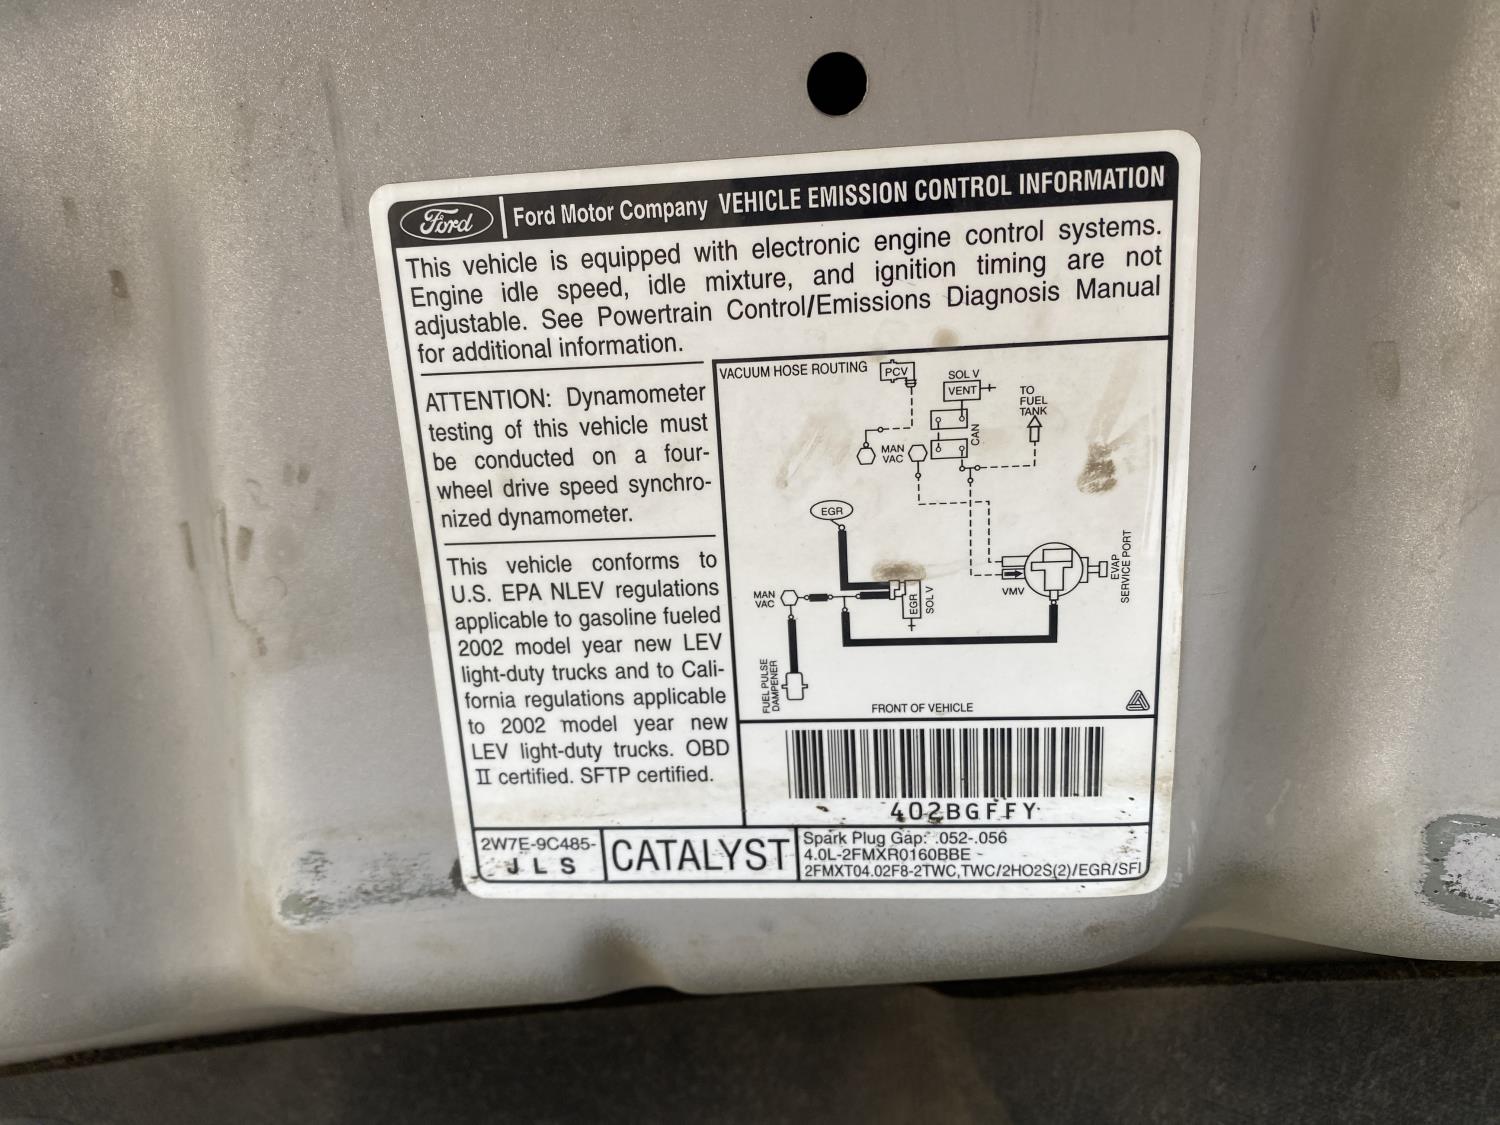 Ford Ford Motor Company VEHICLE EMISSION CONTROL INFORMATION
This vehicle is equipped with electronic engine control systems.
Engine idle speed, idle mixture, and ignition timing are not
adjustable. See Powertrain Control/Emissions Diagnosis Manual
for additional information.
ATTENTION: Dynamometer
testing of this vehicle must
be conducted on a four-
wheel drive speed synchro-
nized dynamometer.
This vehicle conforms to
U.S. EPA NLEV regulations
applicable to gasoline fueled
2002 model year new LEV
light-duty trucks and to Cali-
fornia regulations applicable
to 2002 model year new
LEV light-duty trucks. OBD
II certified. SFTP certified.
VACUUM HOSE ROUTING
PCV
SOL V
VENT
TO
FUEL
TANK
CAN
MAN
VAC
EGR
EVAP
SERVICE PORT
VMV
MAN
VAC
EGR
SOL V
FUEL PULSE
DAMPENER
FRONT OF VEHICLE
402BGFFY
2W7E-9C485-
J L S
CATALYST
Spark Plug Gap: .052-.056
4.0L-2FMXR0160BBE
2FMXT04.02F8-2TWC,TWC/2HO2S(2)/EGR/SFI